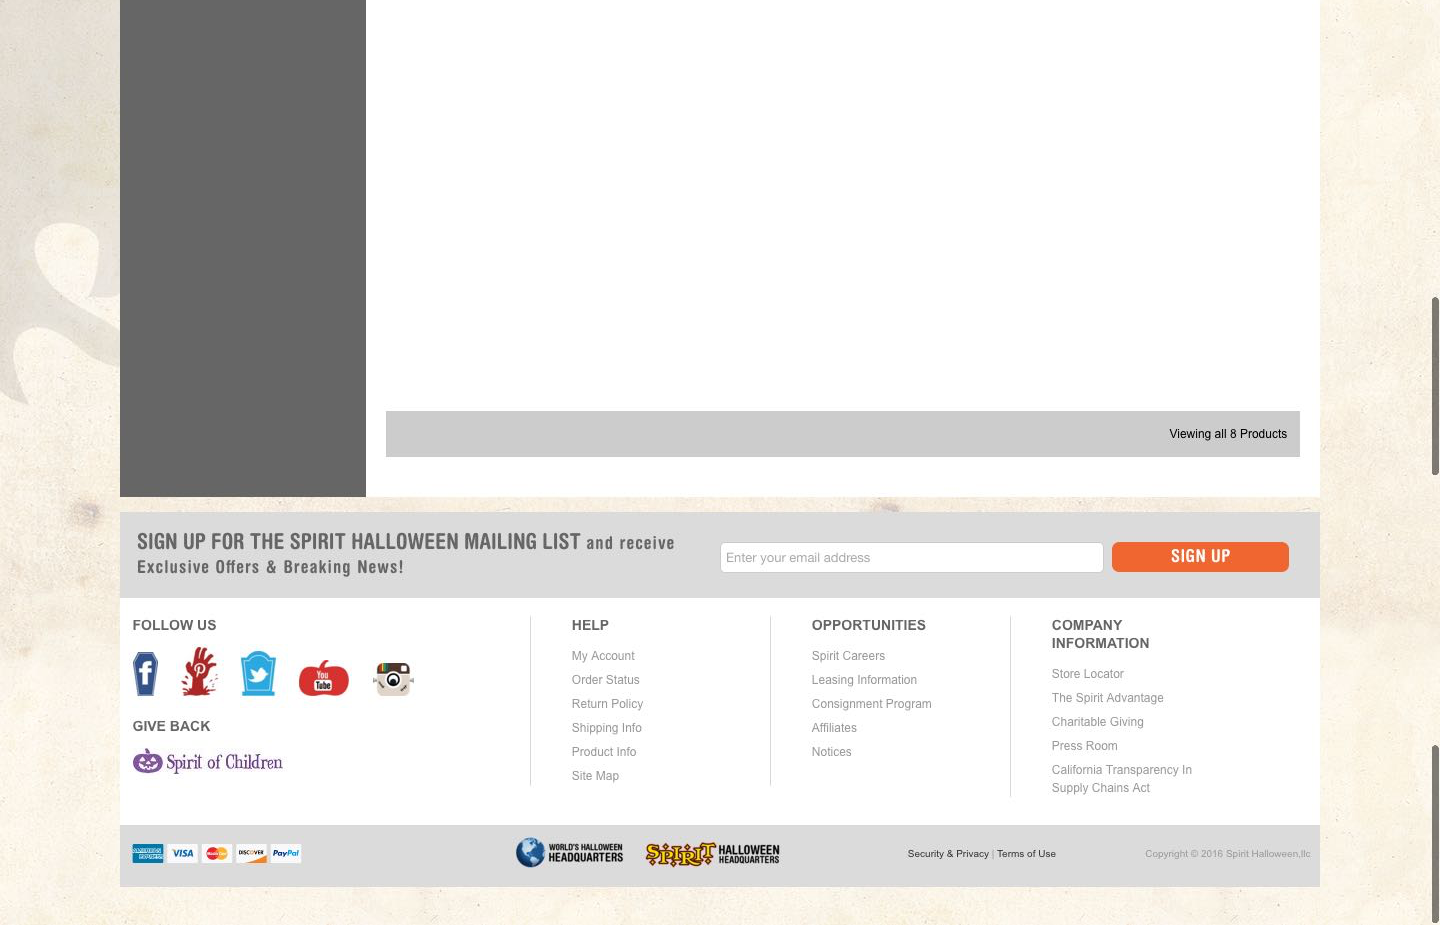 Viewing all 8 Products
SIGN UP FOR THE SPIRIT HALLOWEEN MAILING LIST and receive
Exclusive Offers & Breaking News!
Enter your email address
SIGN UP
FOLLOW US
You
Tube
GIVE BACK
Spirit of Children
HELP
My Account
Order Status
Return Policy
Shipping Info
Product Info
Site Map
OPPORTUNITIES
Spirit Careers
Leasing Information
Consignment Program
Affiliates
Notices
COMPANY
INFORMATION
Store Locator
The Spirit Advantage
Charitable Giving
Press Room
California Transparency In
Supply Chains Act
AMERICAN EXPRESS
VISA
MasterCard
DISCOVER
PayPal
WORLD'S HALLOWEEN
HEADQUARTERS
SPIRIT HALLOWEEN
HEADQUARTERS
Security & Privacy | Terms of Use
Copyright © 2016 Spirit Halloween,llc